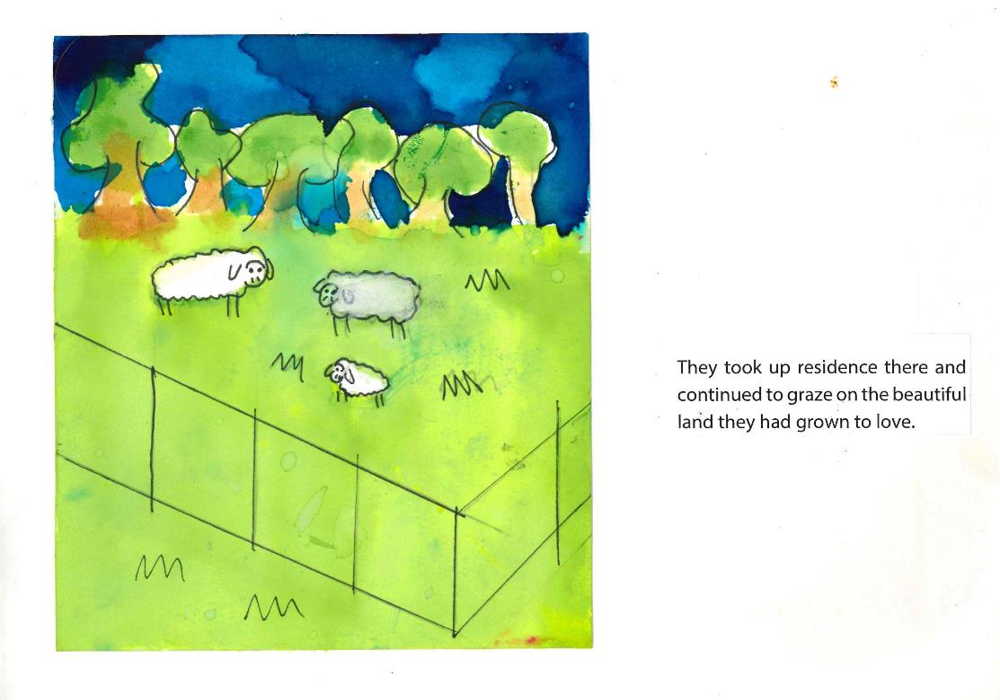 They took up residence there and
continued to graze on the beautiful
land they had grown to love.